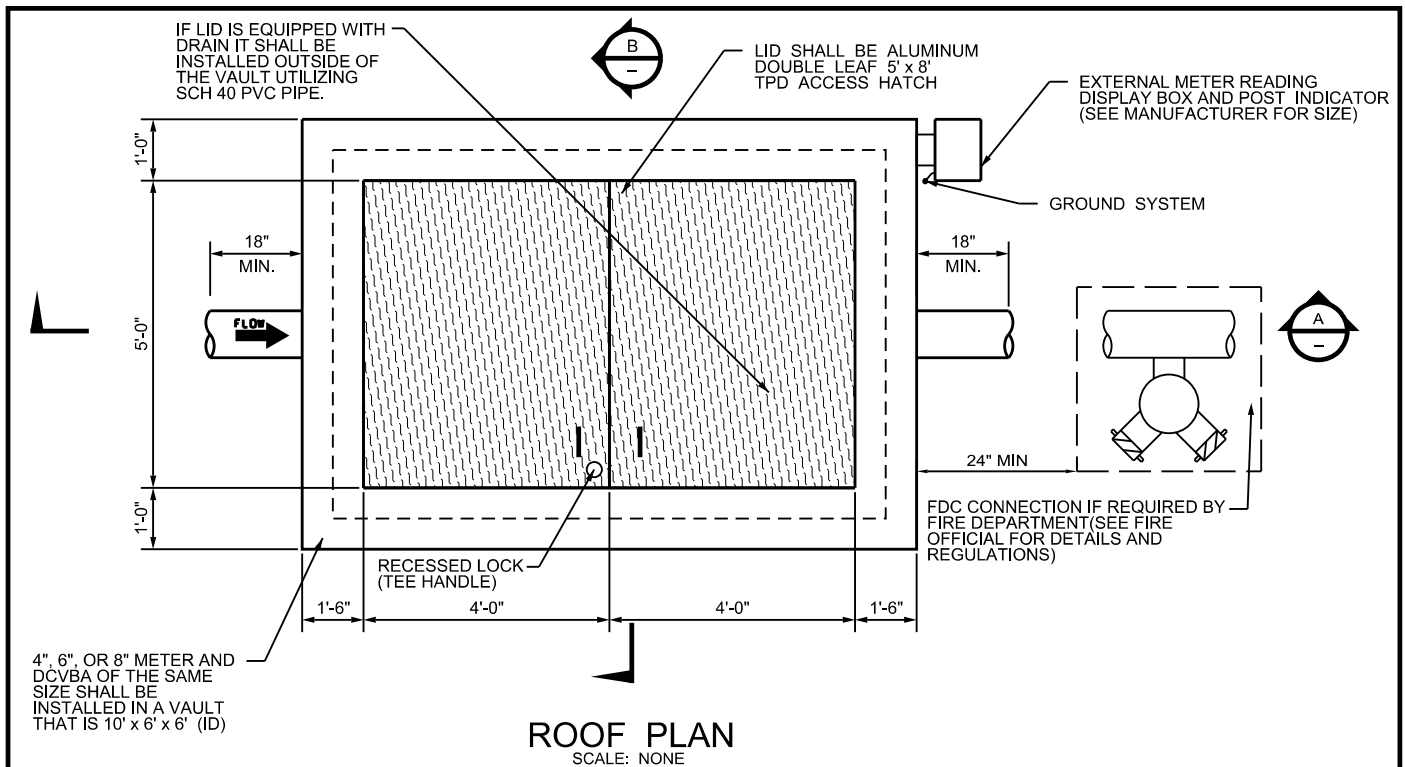 IF LID IS EQUIPPED WITH
DRAIN IT SHALL BE
INSTALLED OUTSIDE OF
THE VAULT UTILIZING
SCH 40 PVC PIPE.
B
–
LID SHALL BE ALUMINUM
DOUBLE LEAF 5' x 8'
TPD ACCESS HATCH
EXTERNAL METER READING
DISPLAY BOX AND POST INDICATOR
(SEE MANUFACTURER FOR SIZE)
GROUND SYSTEM
1'-0"
5'-0"
1'-0"
18"
MIN.
FLOW
18"
MIN.
A
–
24" MIN
FDC CONNECTION IF REQUIRED BY
FIRE DEPARTMENT(SEE FIRE
OFFICIAL FOR DETAILS AND
REGULATIONS)
RECESSED LOCK
(TEE HANDLE)
1'-6"
4'-0"
4'-0"
1'-6"
4", 6", OR 8" METER AND
DCVBA OF THE SAME
SIZE SHALL BE
INSTALLED IN A VAULT
THAT IS 10' x 6' x 6' (ID)
ROOF PLAN
SCALE: NONE